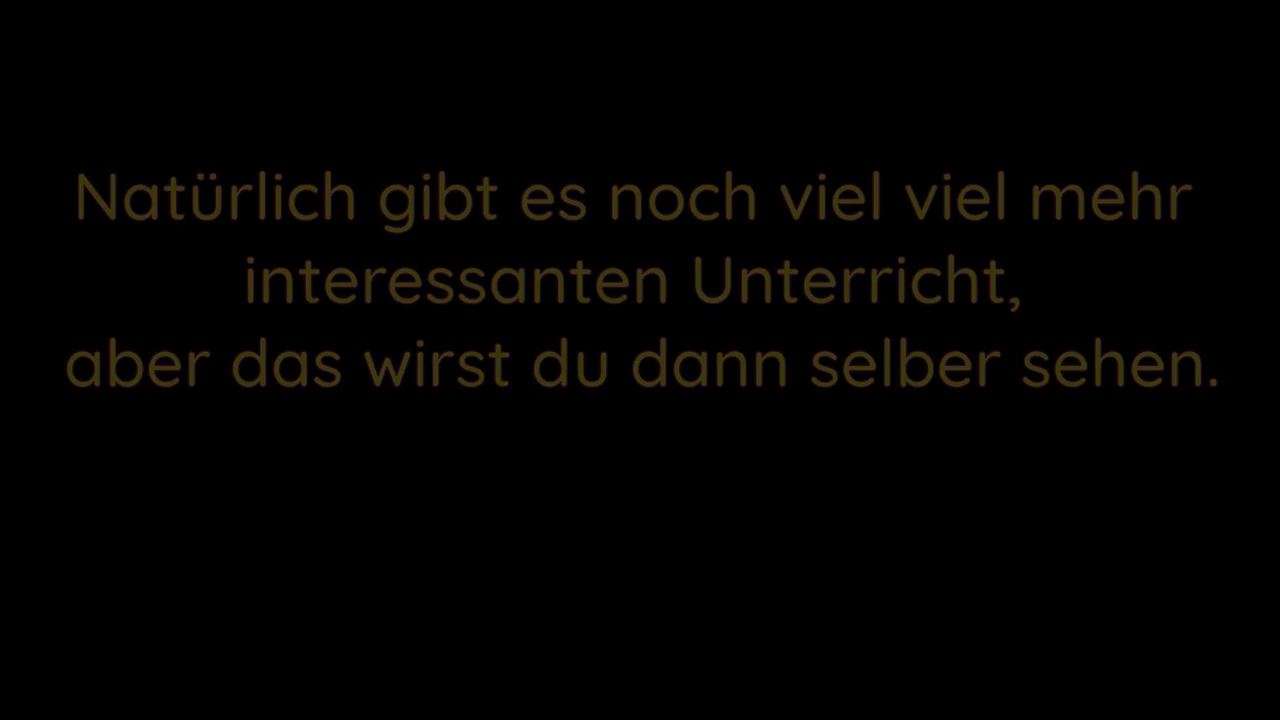 Natürlich gibt es noch viel viel mehr
interessanten Unterricht,
aber das wirst du dann selber sehen.